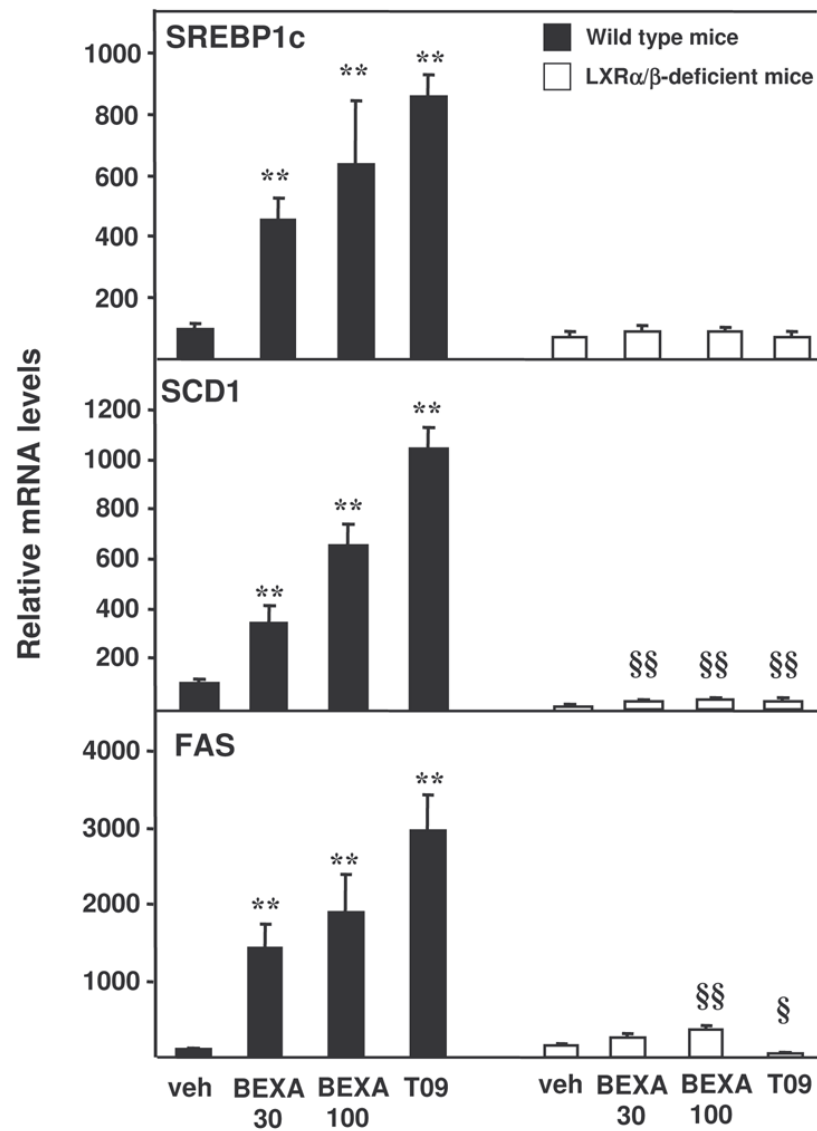 SREBP1c
Wild type mice
LXRα/β-deficient mice
1000
800
600
400
200
** ** ** 
SCD1
1200
1000
800
600
400
200
** ** **
§§ §§ §§
FAS
4000
3000
2000
1000
** ** **
§§ §
Relative mRNA levels
veh BEXA BEXA T09 veh BEXA BEXA T09
30 100 30 100